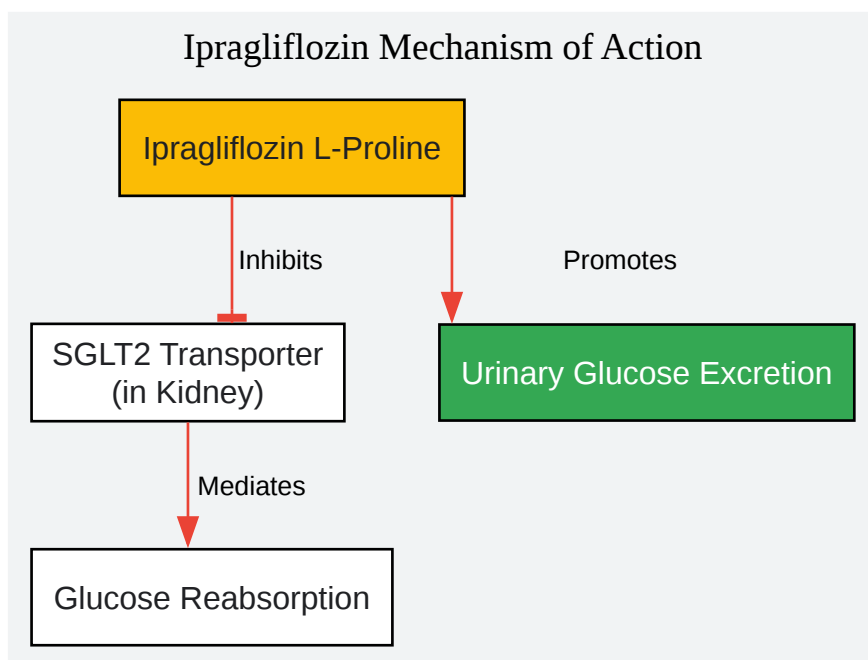 Ipragliflozin Mechanism of Action
Ipragliflozin L-Proline
Inhibits
Promotes
SGLT2 Transporter
(in Kidney)
Urinary Glucose Excretion
Mediates
Glucose Reabsorption